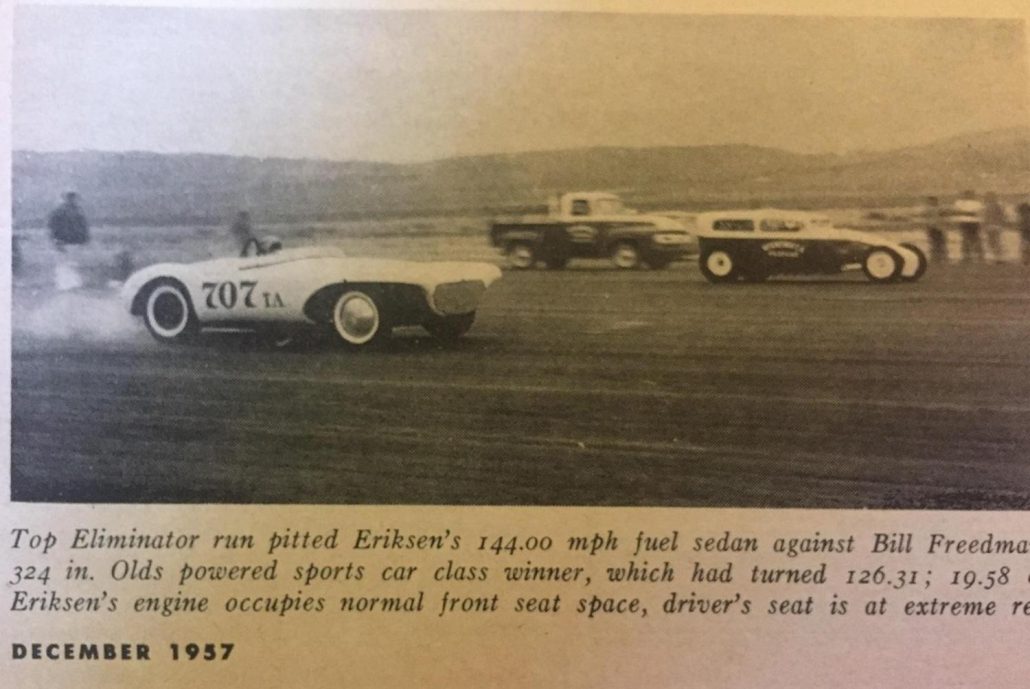 707 I.A.
Top Eliminator run pitted Eriksen's 144.00 mph fuel sedan against Bill Freedma
324 in. Olds powered sports car class winner, which had turned 126.31; 19.58
Eriksen's engine occupies normal front seat space, driver's seat is at extreme re
DECEMBER 1957